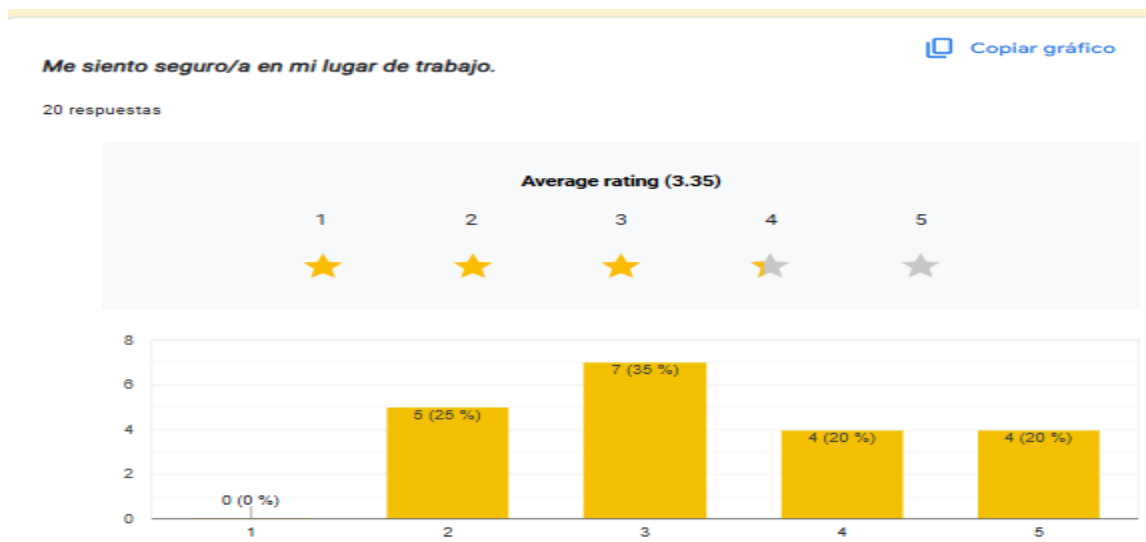 Copiar gráfico
Me siento seguro/a en mi lugar de trabajo.
20 respuestas
Average rating (3.35)
1 2 3 4 5
8
6
4
2
0
0 (0 %)
5 (25 %)
7 (35 %)
4 (20 %)
4 (20 %)
1 2 3 4 5